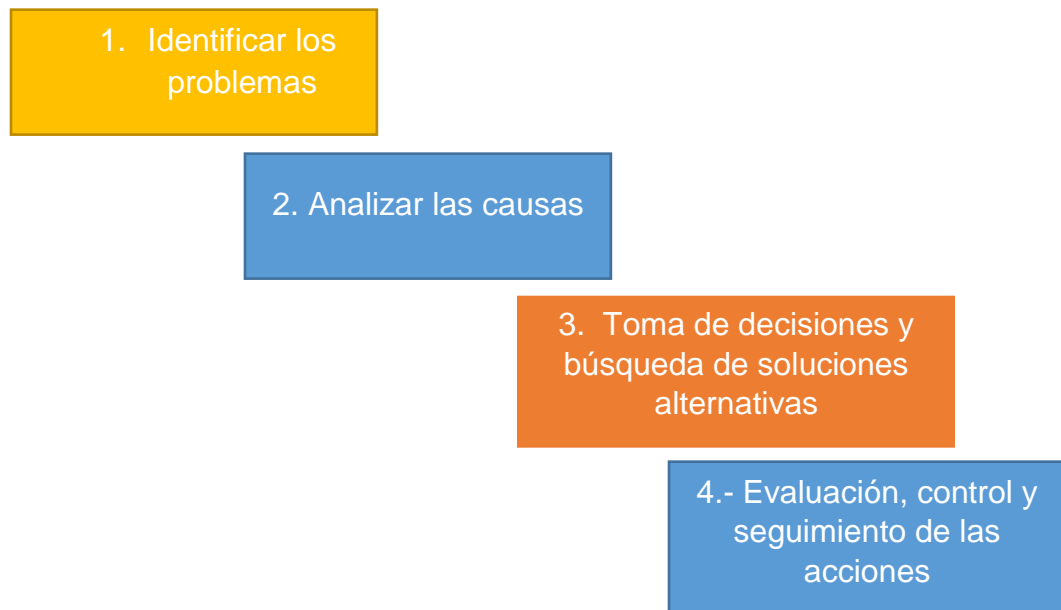 1. Identificar los
problemas
2. Analizar las causas
3. Toma de decisiones y
búsqueda de soluciones
alternativas
4.- Evaluación, control y
seguimiento de las
acciones